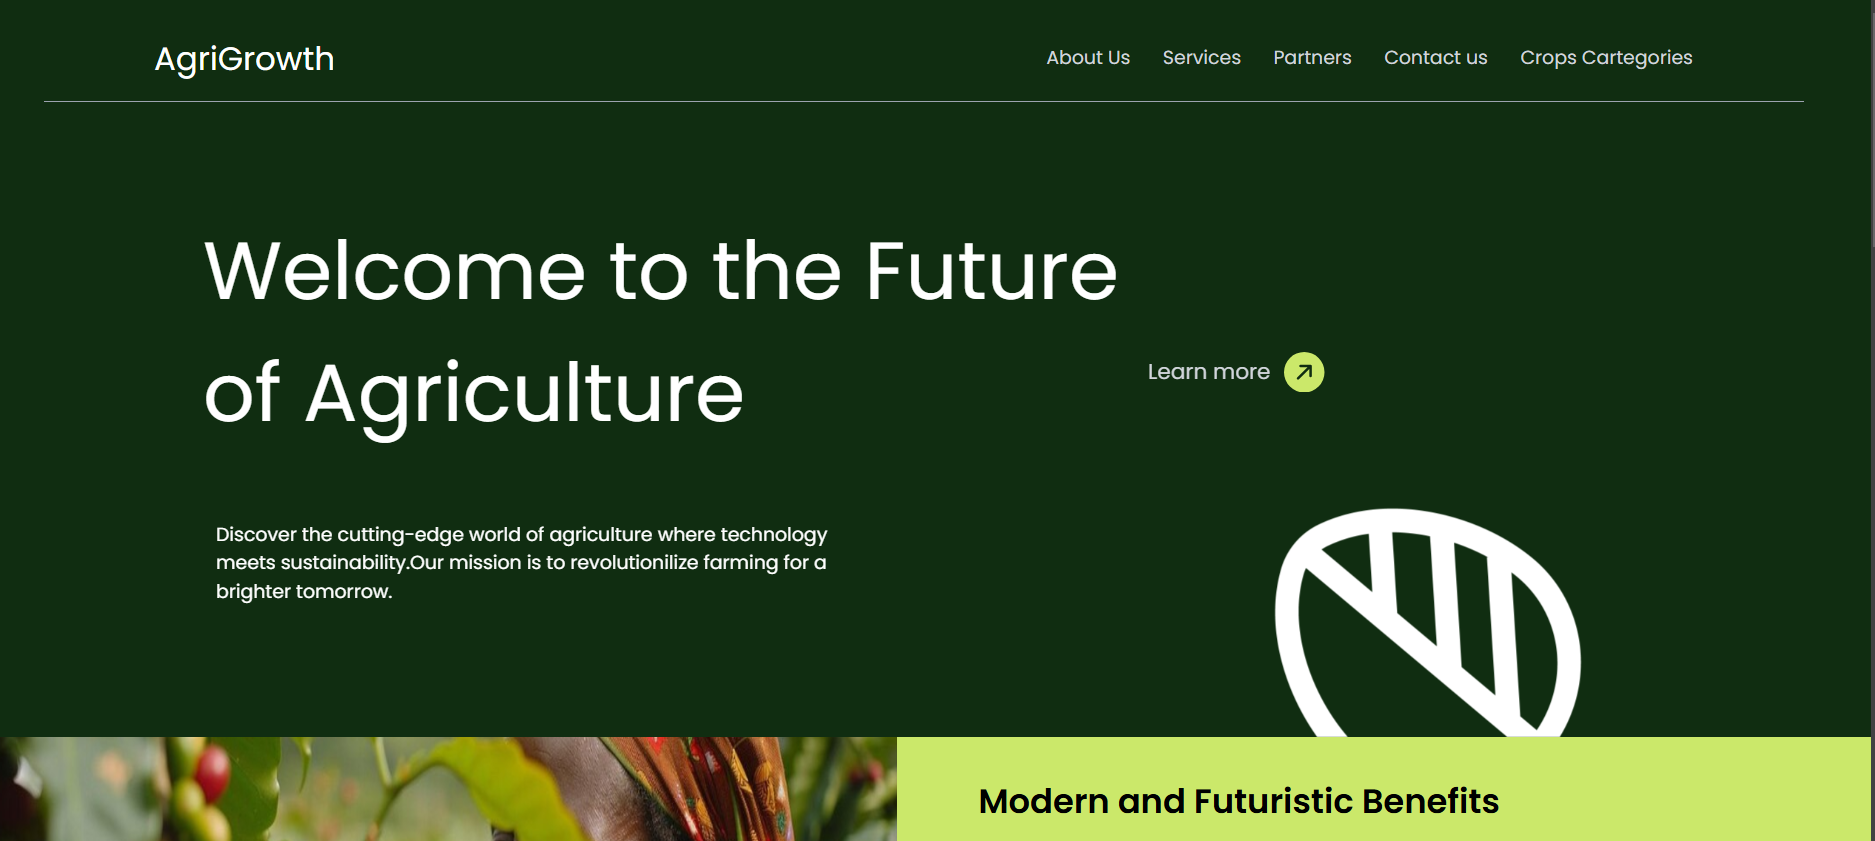 AgriGrowth
About Us Services Partners Contact us Crops Cartegories
Welcome to the Future
of Agriculture
Learn more
Discover the cutting-edge world of agriculture where technology
meets sustainability.Our mission is to revolutionilize farming for a
brighter tomorrow.
Modern and Futuristic Benefits